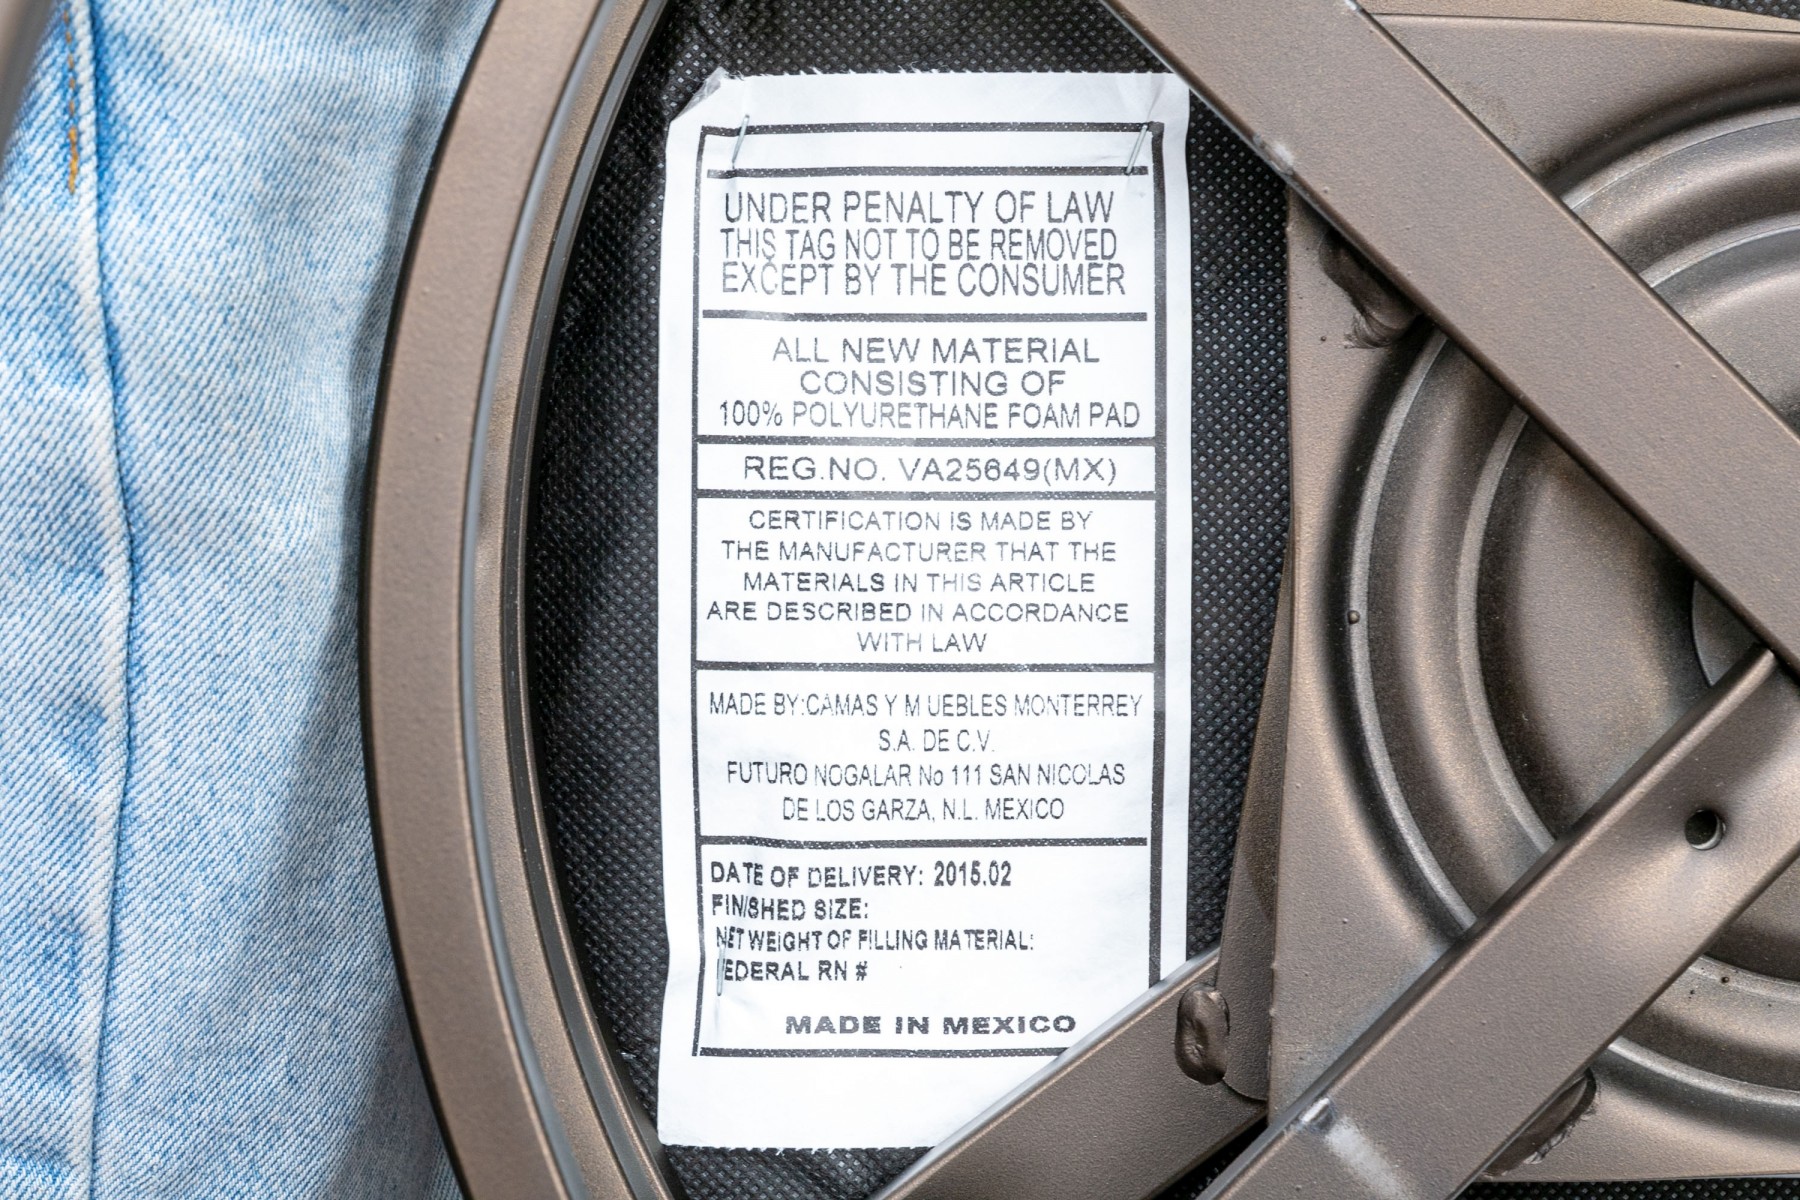 UNDER PENALTY OF LAW
THIS TAG NOT TO BE REMOVED
EXCEPT BY THE CONSUMER
ALL NEW MATERIAL
CONSISTING OF
100% POLYURETHANE FOAM PAD
REG.NO. VA25649(MX)
CERTIFICATION IS MADE BY
THE MANUFACTURER THAT THE
MATERIALS IN THIS ARTICLE
ARE DESCRIBED IN ACCORDANCE
WITH LAW
MADE BY:CAMAS Y M UEBLES MONTERREY
S.A. DE C.V.
FUTURO NOGALAR No 111 SAN NICOLAS
DE LOS GARZA, N.L. MEXICO
DATE OF DELIVERY: 2015.02
FINISHED SIZE:
NET WEIGHT OF FILLING MATERIAL:
FEDERAL RN #
MADE IN MEXICO